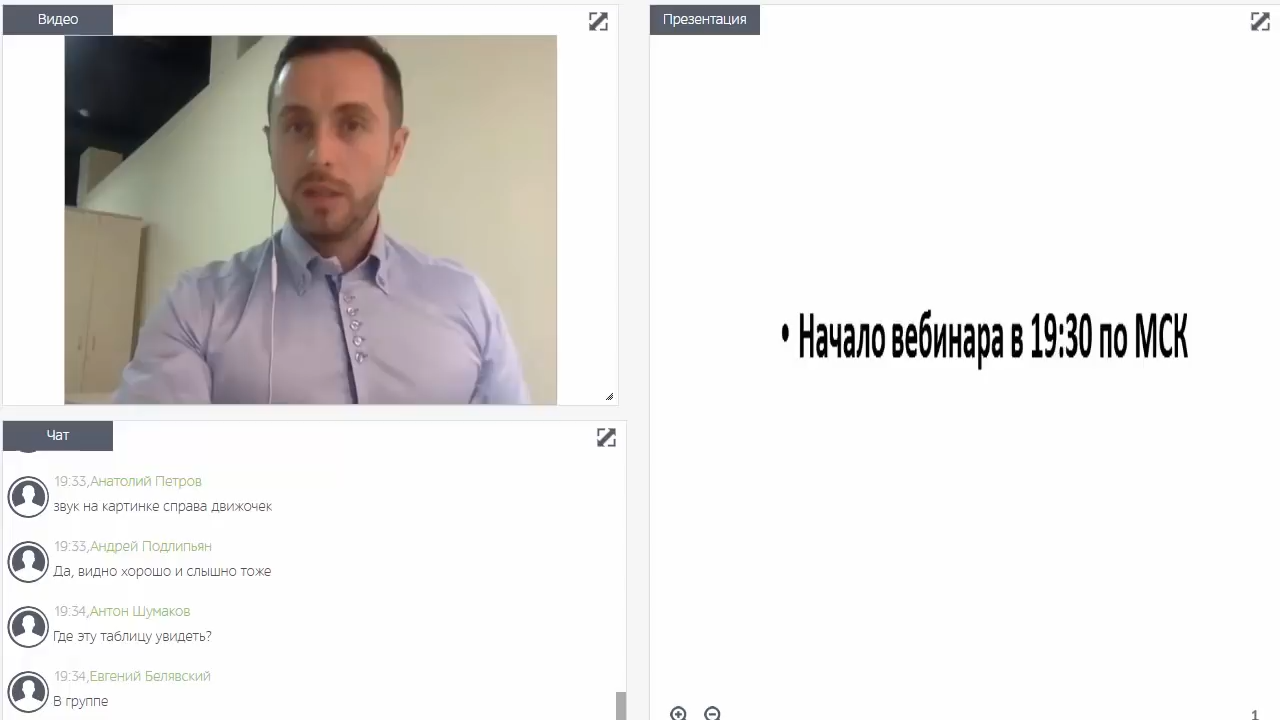 Видео
Презентация
• Начало вебинара в 19:30 по МСК
Чат
19:33,Анатолий Петров
звук на картинке справа движочек
19:33,Андрей Подлипьян
Да, видно хорошо и слышно тоже
19:34,Антон Шумаков
Где эту таблицу увидеть?
19:34,Евгений Белявский
В группе
1